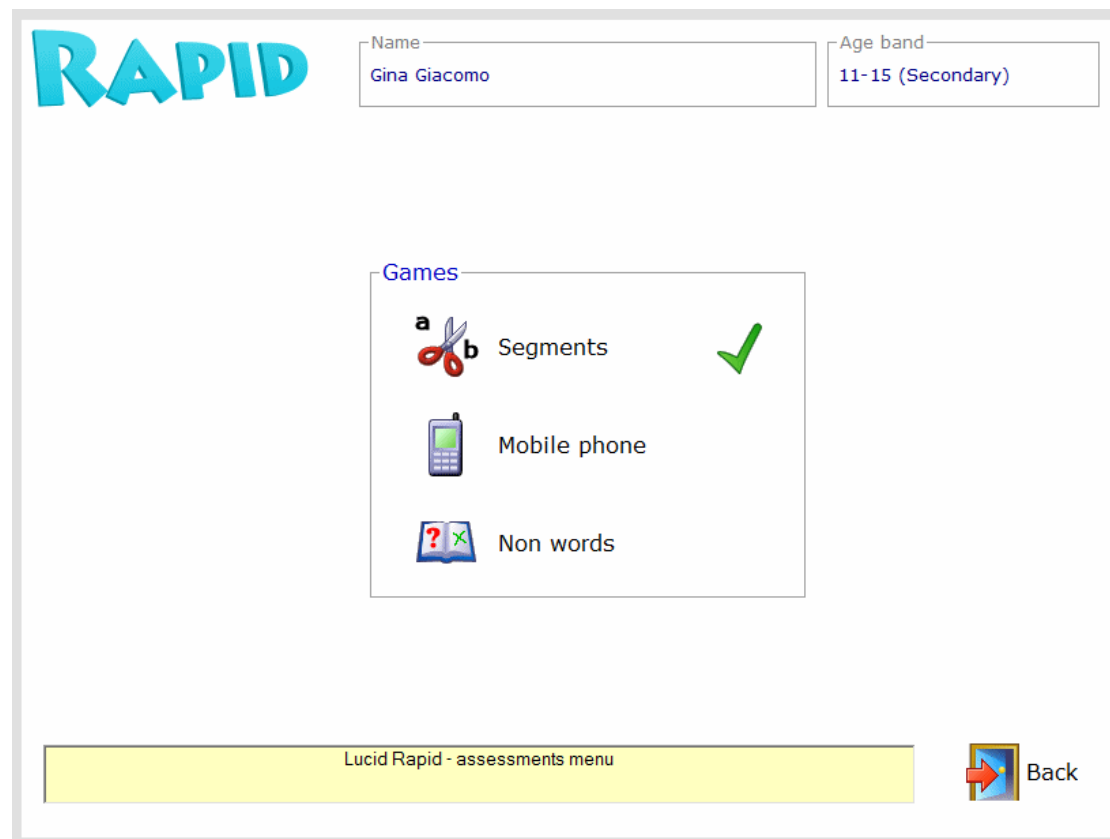 RAPID
Name
Gina Giacomo
Age band
11-15 (Secondary)
Games
a
b
Segments
Mobile phone
?
Non words
Lucid Rapid - assessments menu
Back